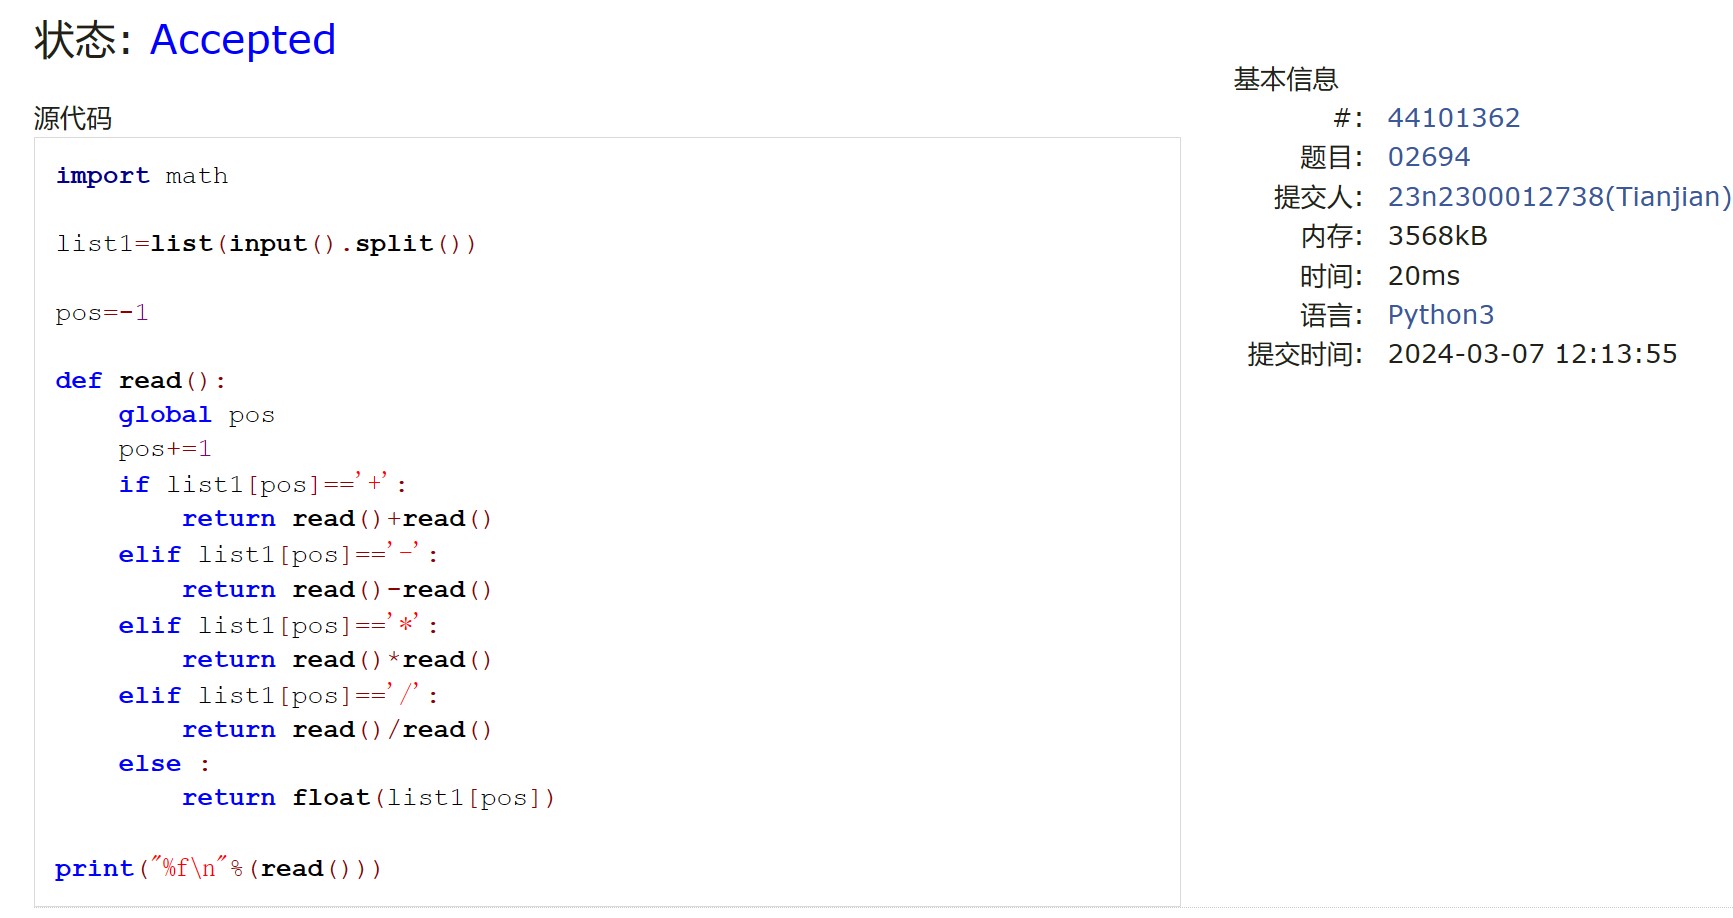 状态: Accepted
源代码
import math
list1=list(input().split())
pos=-1
def read():
    global pos
    pos+=1
    if list1[pos]=='+':
        return read()+read()
    elif list1[pos]=='-':
        return read()-read()
    elif list1[pos]=='*':
        return read()*read()
    elif list1[pos]=='/':
        return read()/read()
    else :
        return float(list1[pos])
print("%f\n"%(read()))
基本信息
#: 44101362
题目: 02694
提交人: 23n2300012738(Tianjian)
内存: 3568kB
时间: 20ms
语言: Python3
提交时间: 2024-03-07 12:13:55